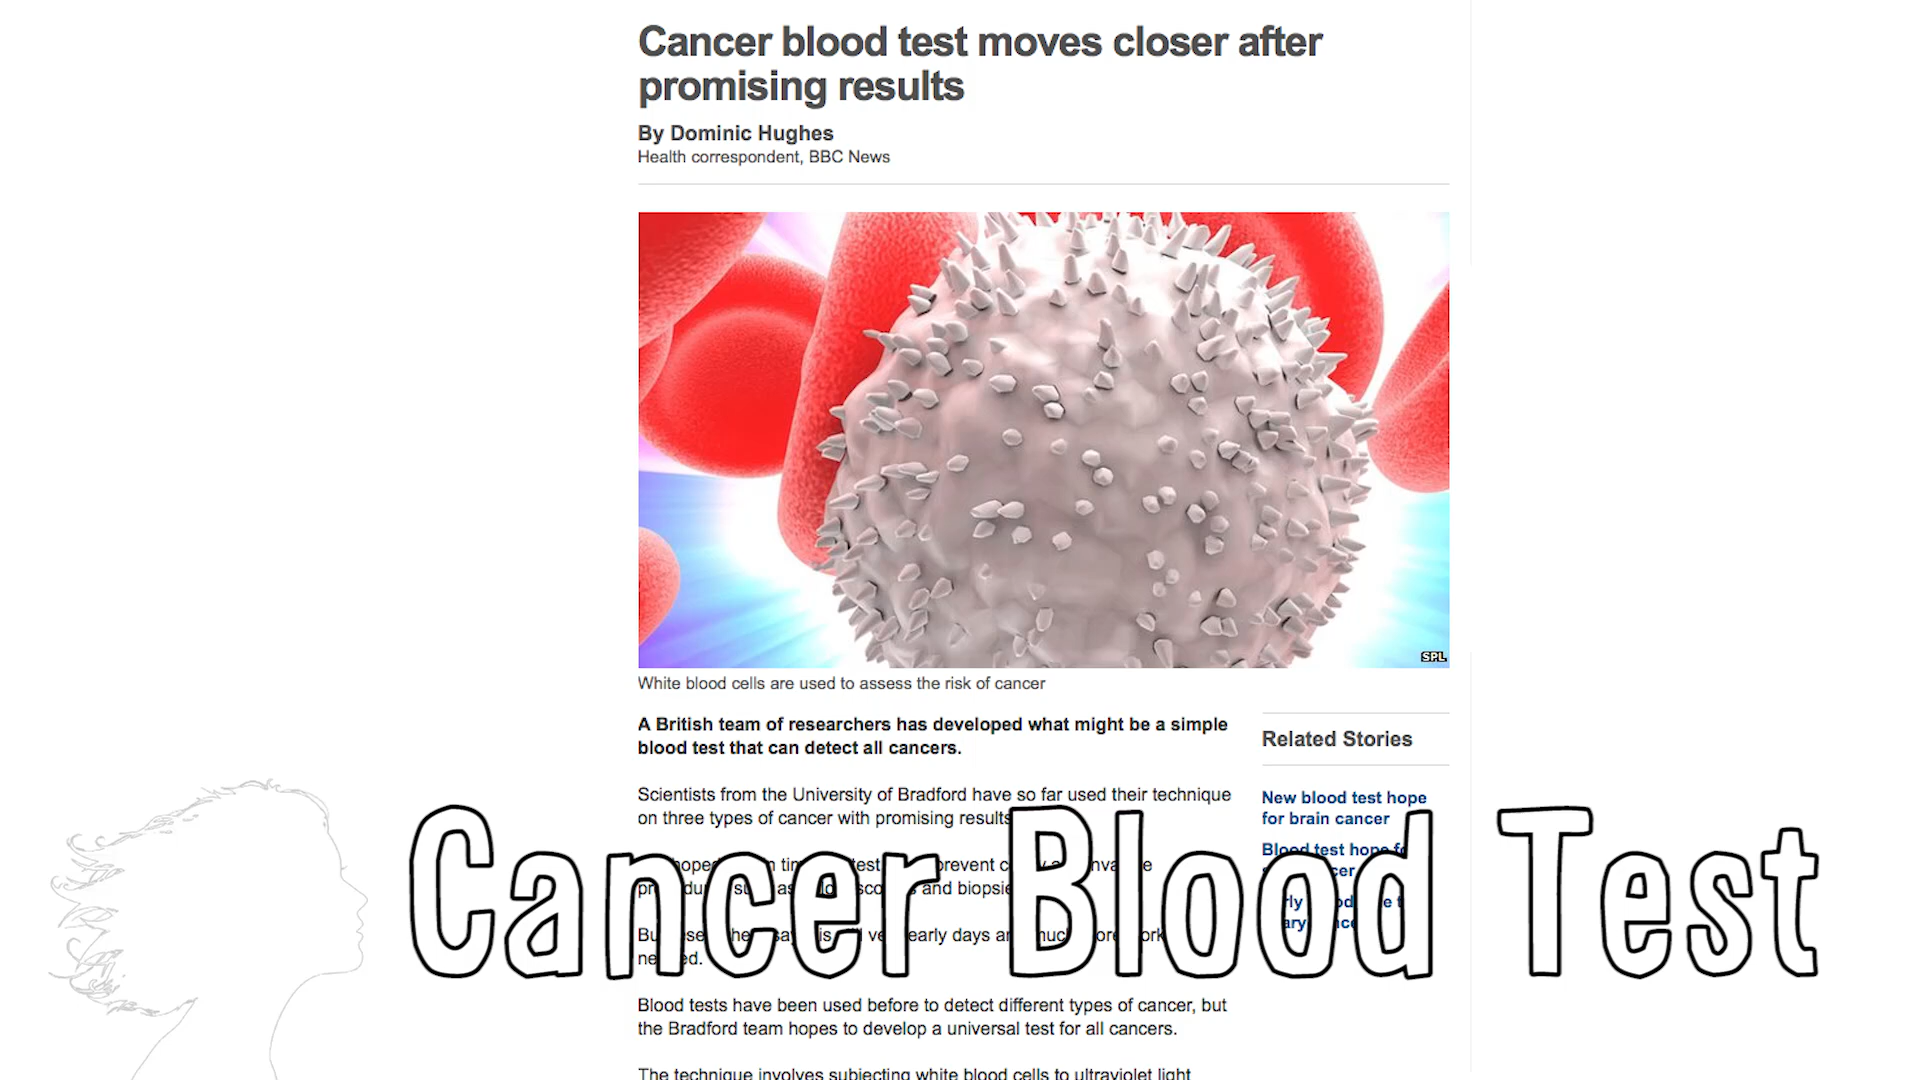 Cancer blood test moves closer after
promising results
By Dominic Hughes
Health correspondent, BBC News
SPL
White blood cells are used to assess the risk of cancer
A British team of researchers has developed what might be a simple
blood test that can detect all cancers.
Scientists from the University of Bradford have so far used their technique
on three types of cancer with promising results
and
early days
Blood tests have been used before to detect different types of cancer, but
the Bradford team hopes to develop a universal test for all cancers.
The technique involves subjecting white blood cells to ultraviolet light
Related Stories
New blood test hope
for brain cancer
Blood test hope
Cancer Blood Test